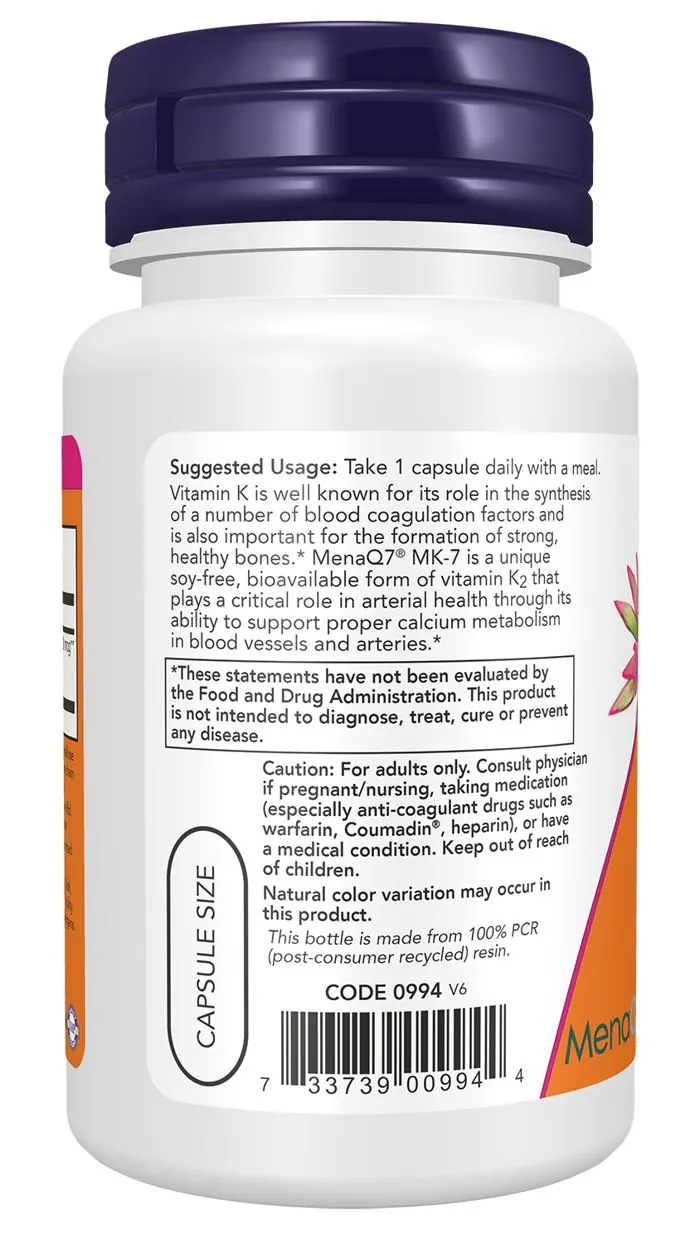 Suggested Usage: Take 1 capsule daily with a meal.
Vitamin K is well known for its role in the synthesis
of a number of blood coagulation factors and
is also important for the formation of strong,
healthy bones.* MenaQ7® MK-7 is a unique
soy-free, bioavailable form of vitamin K2 that
plays a critical role in arterial health through its
ability to support proper calcium metabolism
in blood vessels and arteries.*
*These statements have not been evaluated by
the Food and Drug Administration. This product
is not intended to diagnose, treat, cure or prevent
any disease.
Caution: For adults only. Consult physician
if pregnant/nursing, taking medication
(especially anti-coagulant drugs such as
warfarin, Coumadin®, heparin), or have
a medical condition. Keep out of reach
of children.
Natural color variation may occur in
this product.
This bottle is made from 100% PCR
(post-consumer recycled) resin.
CAPSULE SIZE
CODE 0994 V6
7 33739 00994 4